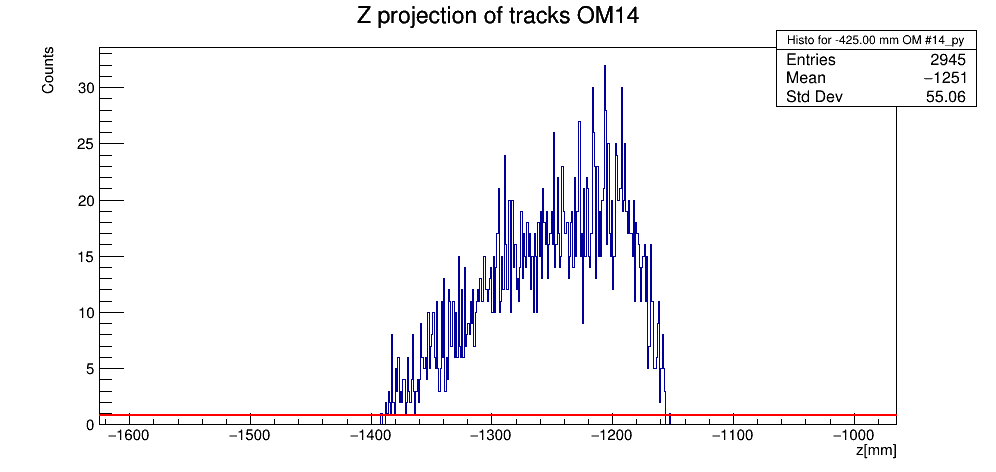 Z projection of tracks OM14
Histo for -425.00 mm OM #14_py
Entries 2945
Mean −1251
Std Dev 55.06
Counts
30
25
20
15
10
5
0
−1600 −1500 −1400 −1300 −1200 −1100 −1000
z[mm]